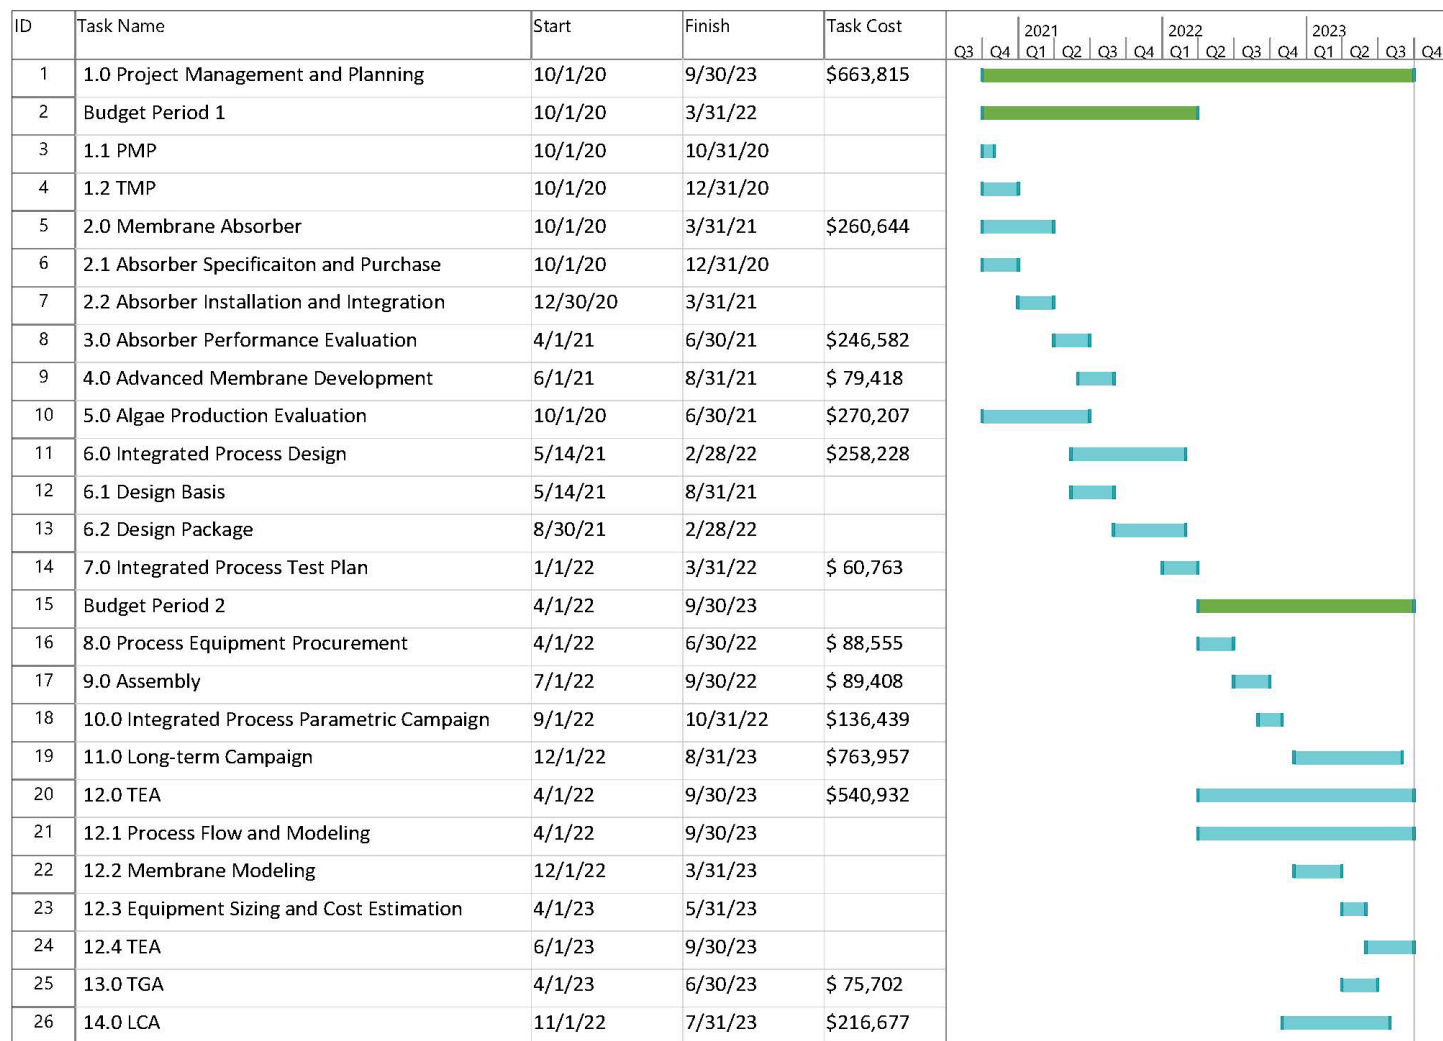 ID Task Name Start Finish Task Cost 2021 2022 2023
Q3 Q4 Q1 Q2 Q3 Q4 Q1 Q2 Q3 Q4 Q1 Q2 Q3 Q4
1 1.0 Project Management and Planning 10/1/20 9/30/23 $663,815
2 Budget Period 1 10/1/20 3/31/22
3 1.1 PMP 10/1/20 10/31/20
4 1.2 TMP 10/1/20 12/31/20
5 2.0 Membrane Absorber 10/1/20 3/31/21 $260,644
6 2.1 Absorber Specificaiton and Purchase 10/1/20 12/31/20
7 2.2 Absorber Installation and Integration 12/30/20 3/31/21
8 3.0 Absorber Performance Evaluation 4/1/21 6/30/21 $246,582
9 4.0 Advanced Membrane Development 6/1/21 8/31/21 $ 79,418
10 5.0 Algae Production Evaluation 10/1/20 6/30/21 $270,207
11 6.0 Integrated Process Design 5/14/21 2/28/22 $258,228
12 6.1 Design Basis 5/14/21 8/31/21
13 6.2 Design Package 8/30/21 2/28/22
14 7.0 Integrated Process Test Plan 1/1/22 3/31/22 $ 60,763
15 Budget Period 2 4/1/22 9/30/23
16 8.0 Process Equipment Procurement 4/1/22 6/30/22 $ 88,555
17 9.0 Assembly 7/1/22 9/30/22 $ 89,408
18 10.0 Integrated Process Parametric Campaign 9/1/22 10/31/22 $136,439
19 11.0 Long-term Campaign 12/1/22 8/31/23 $763,957
20 12.0 TEA 4/1/22 9/30/23 $540,932
21 12.1 Process Flow and Modeling 4/1/22 9/30/23
22 12.2 Membrane Modeling 12/1/22 3/31/23
23 12.3 Equipment Sizing and Cost Estimation 4/1/23 5/31/23
24 12.4 TEA 6/1/23 9/30/23
25 13.0 TGA 4/1/23 6/30/23 $ 75,702
26 14.0 LCA 11/1/22 7/31/23 $216,677